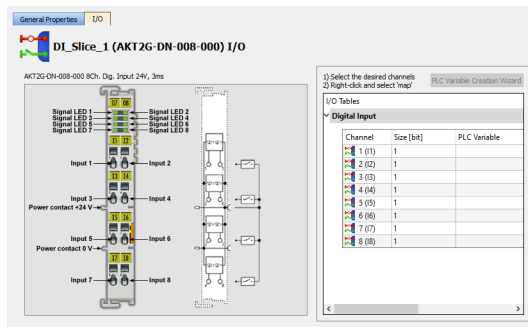 General Properties
I/O
DI_Slice_1 (AKT2G-DN-008-000) I/O
AKT2G-DN-008-000 8Ch. Dig. Input 24V, 3ms
1) Select the desired channels
2) Right-click and select 'map'
PLC Variable Creation Wizard
I/O Tables
Digital Input
Channel Size [bit] PLC Variable
1 (I1) 1
2 (I2) 1
3 (I3) 1
4 (I4) 1
5 (I5) 1
6 (I6) 1
7 (I7) 1
8 (I8) 1
07 08
Signal LED 1 Signal LED 2
Signal LED 3 Signal LED 4
Signal LED 5 Signal LED 6
Signal LED 7 Signal LED 8
11 12
Input 1 Input 2
13 14
Input 3 Input 4
Power contact +24 V
15 16
Input 5 Input 6
Power contact 0 V
17 18
Input 7 Input 8